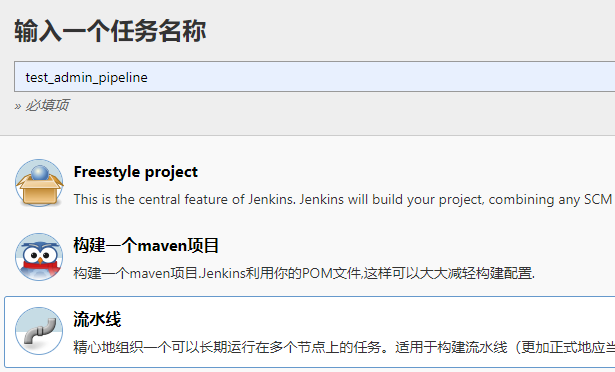 输入一个任务名称
test_admin_pipeline
» 必填项
Freestyle project
This is the central feature of Jenkins. Jenkins will build your project, combining any SCM
构建一个maven项目
构建一个maven项目.Jenkins利用你的POM文件,这样可以大大减轻构建配置.
流水线
精心地组织一个可以长期运行在多个节点上的任务。适用于构建流水线（更加正式地应当